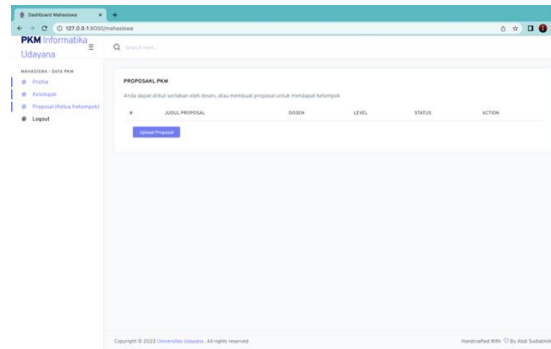 Dashboard Mahasiswa
127.0.0.1:8000/mahasiswa
PKM Informatika
Udayana
Search here...
MAHASISWA - DATA PKM
Profile
Kelompok
Proposal (Ketua Kelompok)
Logout
PROPOSAKL PKM
Anda dapat diikut sertakan oleh dosen, atau membuat proposal untuk mendapat kelompok.
# JUDUL PROPOSAL DOSEN LEVEL STATUS ACTION
Upload Proposal
Copyright © 2022 Universitas Udayana. All rights reserved Handcrafted With ♡ By Abdi